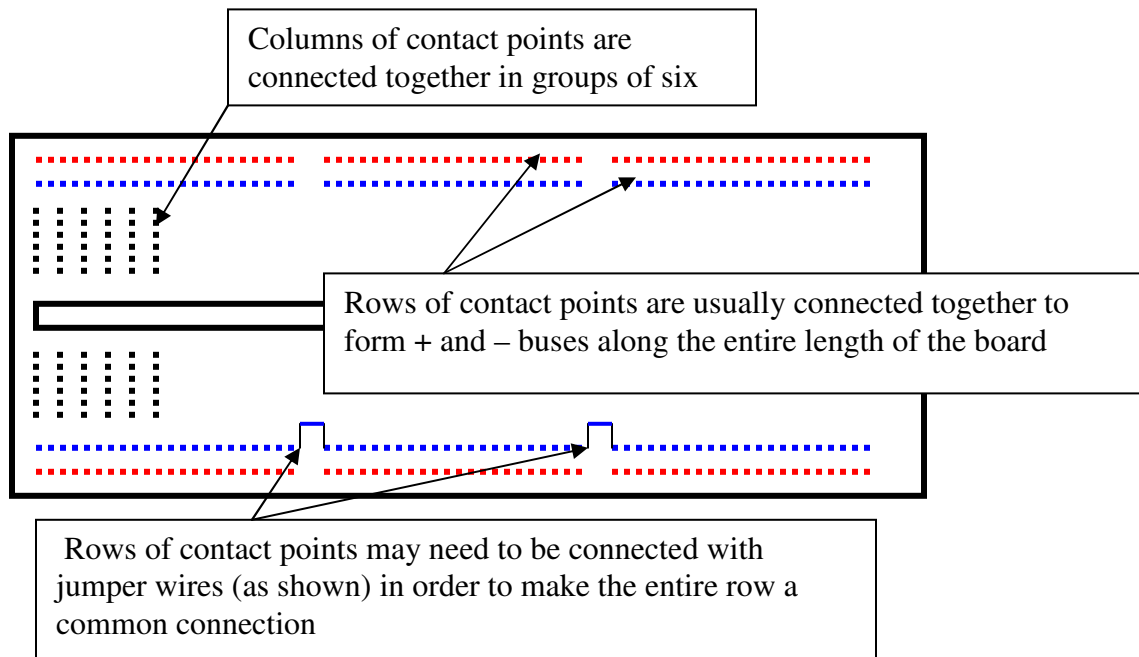 Columns of contact points are
connected together in groups of six
Rows of contact points are usually connected together to
form + and – buses along the entire length of the board
Rows of contact points may need to be connected with
jumper wires (as shown) in order to make the entire row a
common connection